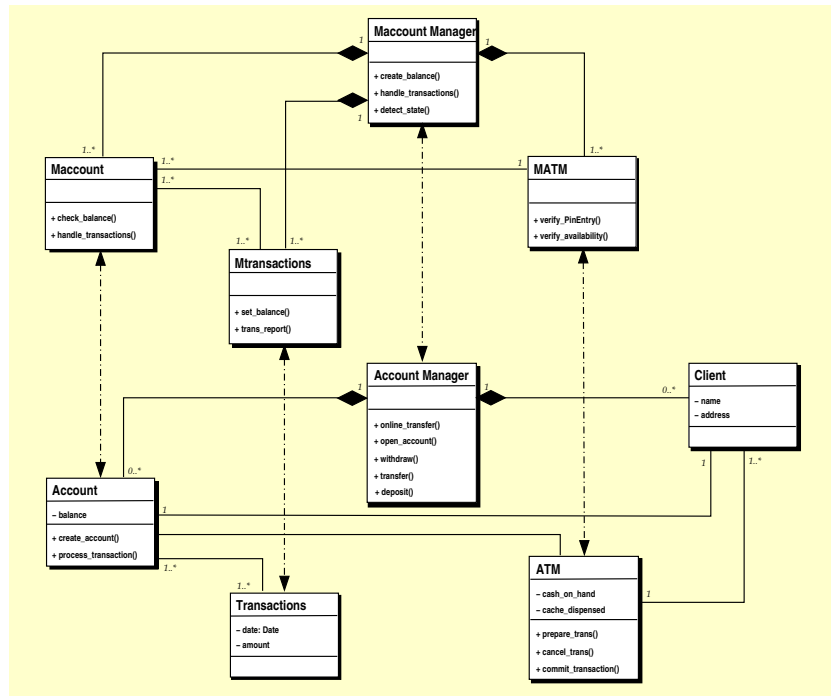 Maccount Manager
+ create_balance()
+ handle_transactions()
+ detect_state()
1
1
1
1..*
1..*
Maccount
+ check_balance()
+ handle_transactions()
1..*
1..*
1
MATM
+ verify_PinEntry()
+ verify_availability()
1..*
1..*
Mtransactions
+ set_balance()
+ trans_report()
Account Manager
+ online_transfer()
+ open_account()
+ withdraw()
+ transfer()
+ deposit()
1
1
0..*
Client
– name
– address
0..*
1
1..*
Account
– balance
+ create_account()
+ process_transaction()
1
1..*
1..*
Transactions
– date: Date
– amount
ATM
– cash_on_hand
– cache_dispensed
+ prepare_trans()
+ cancel_trans()
+ commit_transaction()
1